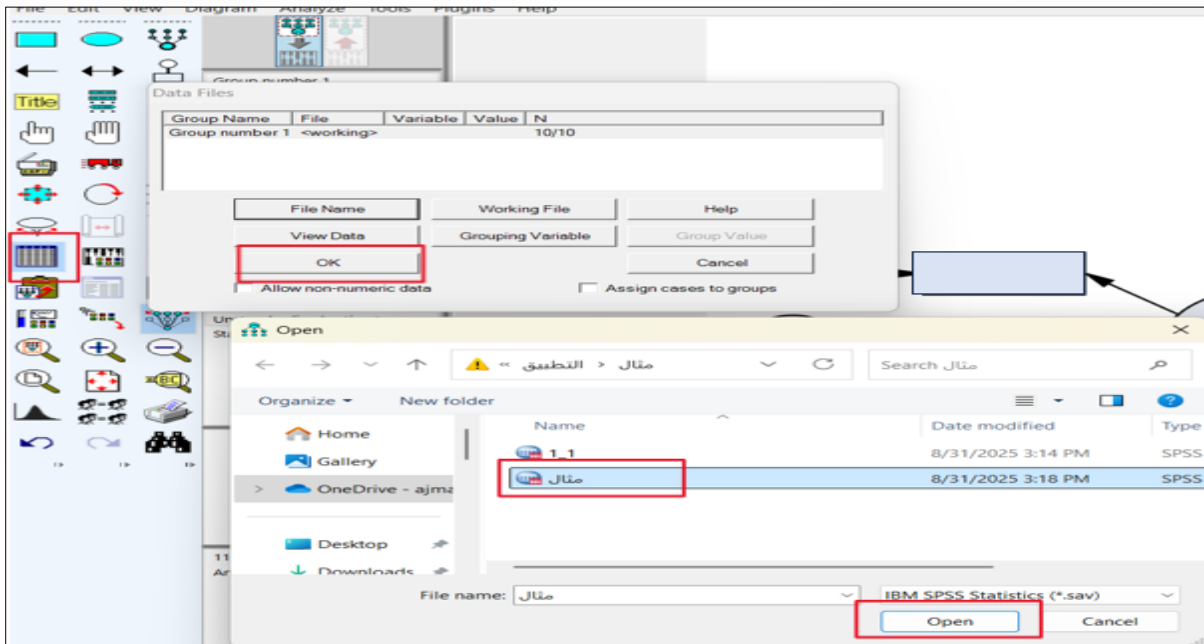 File Edit View Diagram Analyze Tools Plugins Help
Title
Group number 1
Data Files
Group Name File Variable Value N
Group number 1 <working> 10/10
File Name Working File Help
View Data Grouping Variable Group Value
OK Cancel
Allow non-numeric data Assign cases to groups
Open
« التطبيق > مثال
Search مثال
Organize New folder
Name Date modified Type
Home
1_1 8/31/2025 3:14 PM SPSS
Gallery
مثال 8/31/2025 3:18 PM SPSS
OneDrive - ajma
Desktop
Downloads
File name: مثال IBM SPSS Statistics (*.sav)
Open Cancel